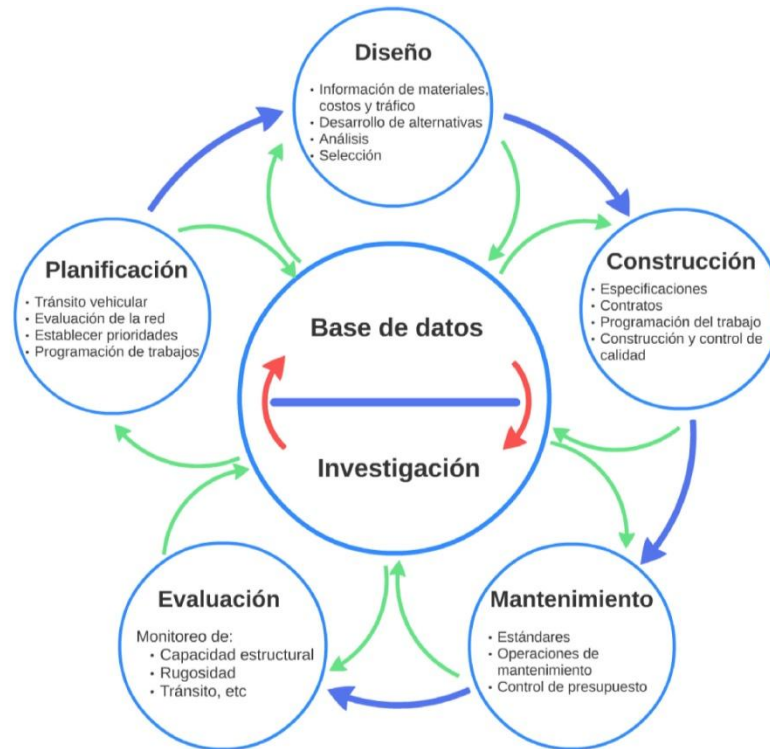 Diseño
• Información de materiales,
costos y tráfico
• Desarrollo de alternativas
• Análisis
• Selección
Planificación
• Tránsito vehicular
• Evaluación de la red
• Establecer prioridades
• Programación de trabajos
Construcción
• Especificaciones
• Contratos
• Programación del trabajo
• Construcción y control de
calidad
Base de datos
Investigación
Evaluación
Monitoreo de:
• Capacidad estructural
• Rugosidad
• Tránsito, etc
Mantenimiento
• Estándares
• Operaciones de
mantenimiento
• Control de presupuesto